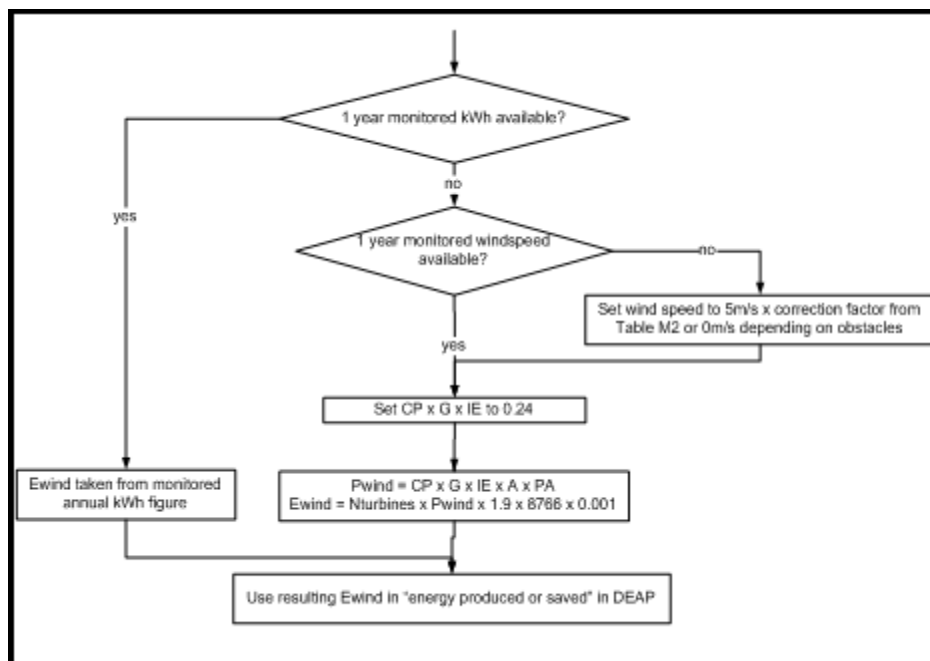 1 year monitored kWh available?
no
yes
1 year monitored windspeed
available?
no
Set wind speed to 5m/s x correction factor from
Table M2 or 0m/s depending on obstacles
yes
Set CP x G x IE to 0.24
Ewind taken from monitored
annual kWh figure
Pwind = CP x G x IE x A x PA
Ewind = Nturbines x Pwind x 1.9 x 8766 x 0.001
Use resulting Ewind in "energy produced or saved" in DEAP